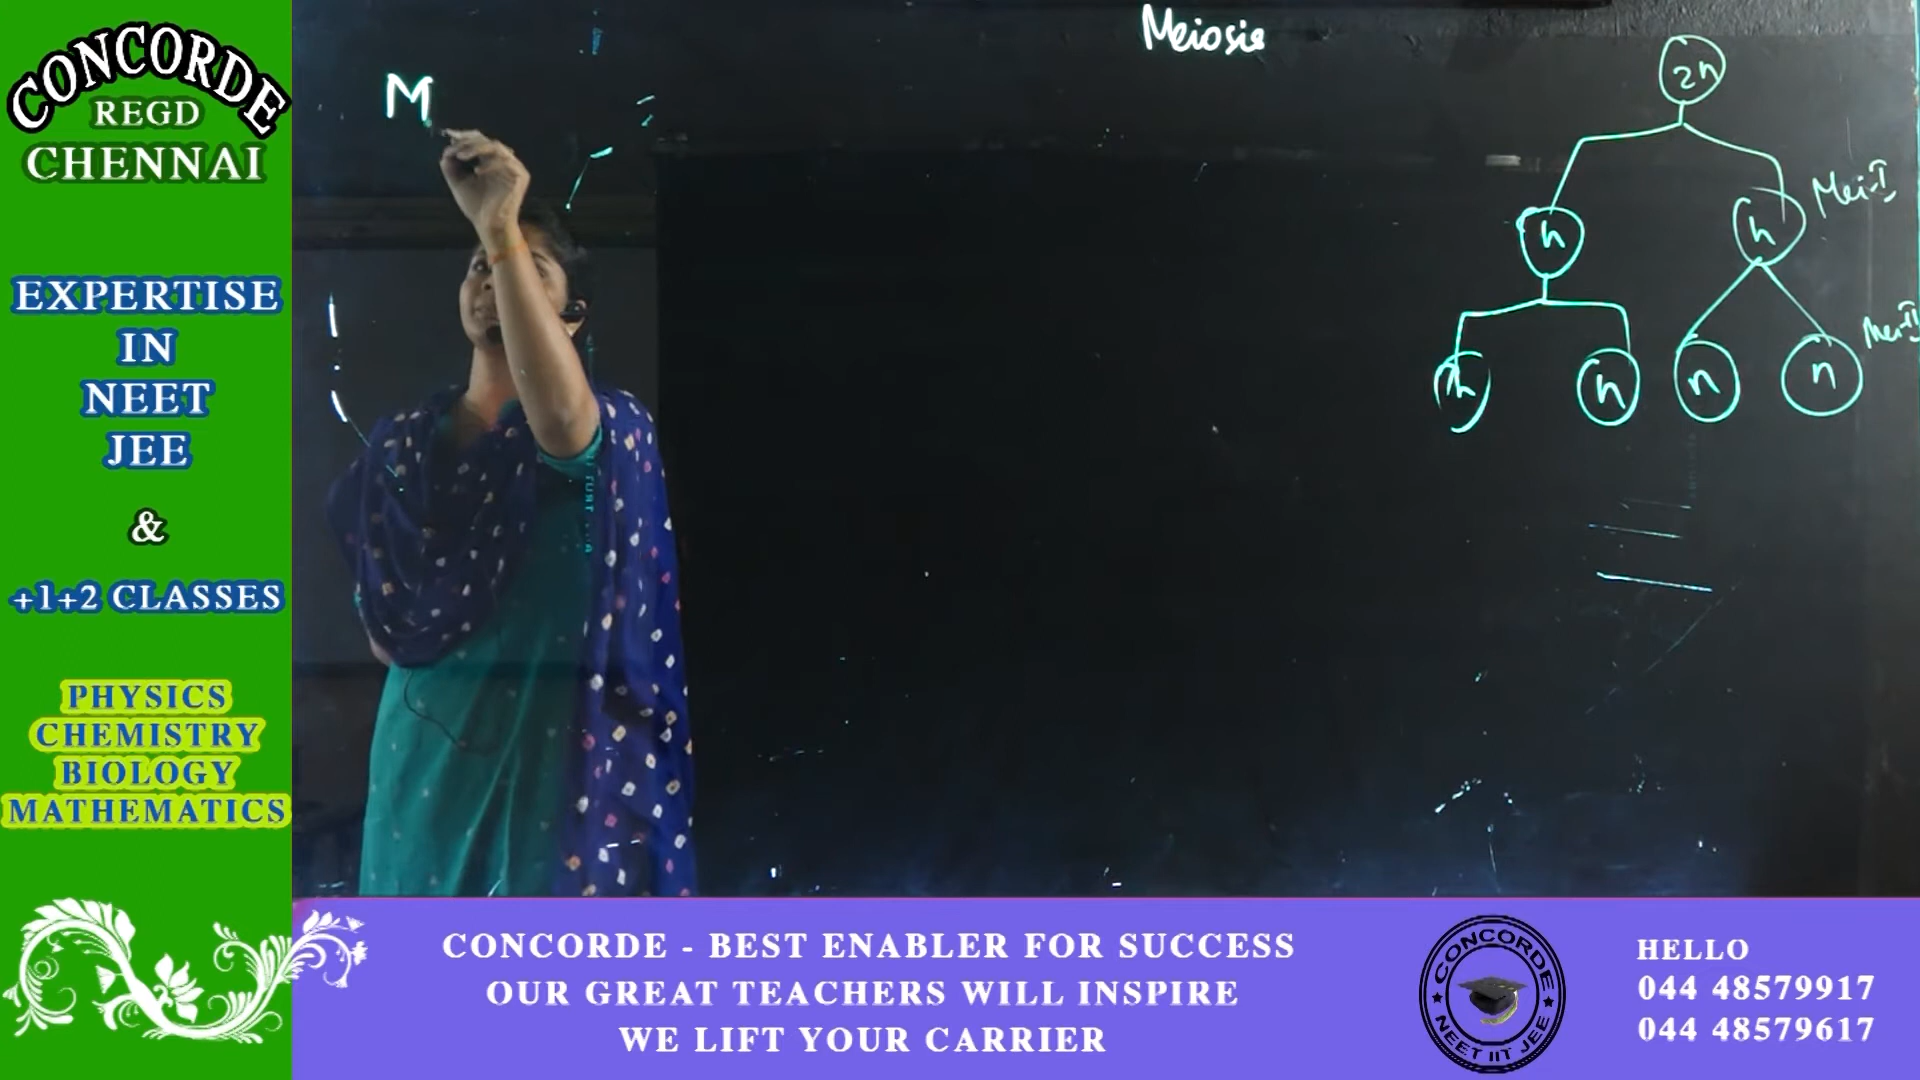 CONCORDE
REGD
CHENNAI
EXPERTISE
IN
NEET
JEE
&
+1+2 CLASSES
PHYSICS
CHEMISTRY
BIOLOGY
MATHEMATICS
M
Meiosis
2n
n
n
Mei-I
n
n
n
n
Mei-II
CONCORDE - BEST ENABLER FOR SUCCESS
OUR GREAT TEACHERS WILL INSPIRE
WE LIFT YOUR CARRIER
CONCORDE
NEET IIT JEE
HELLO
044 48579917
044 48579617